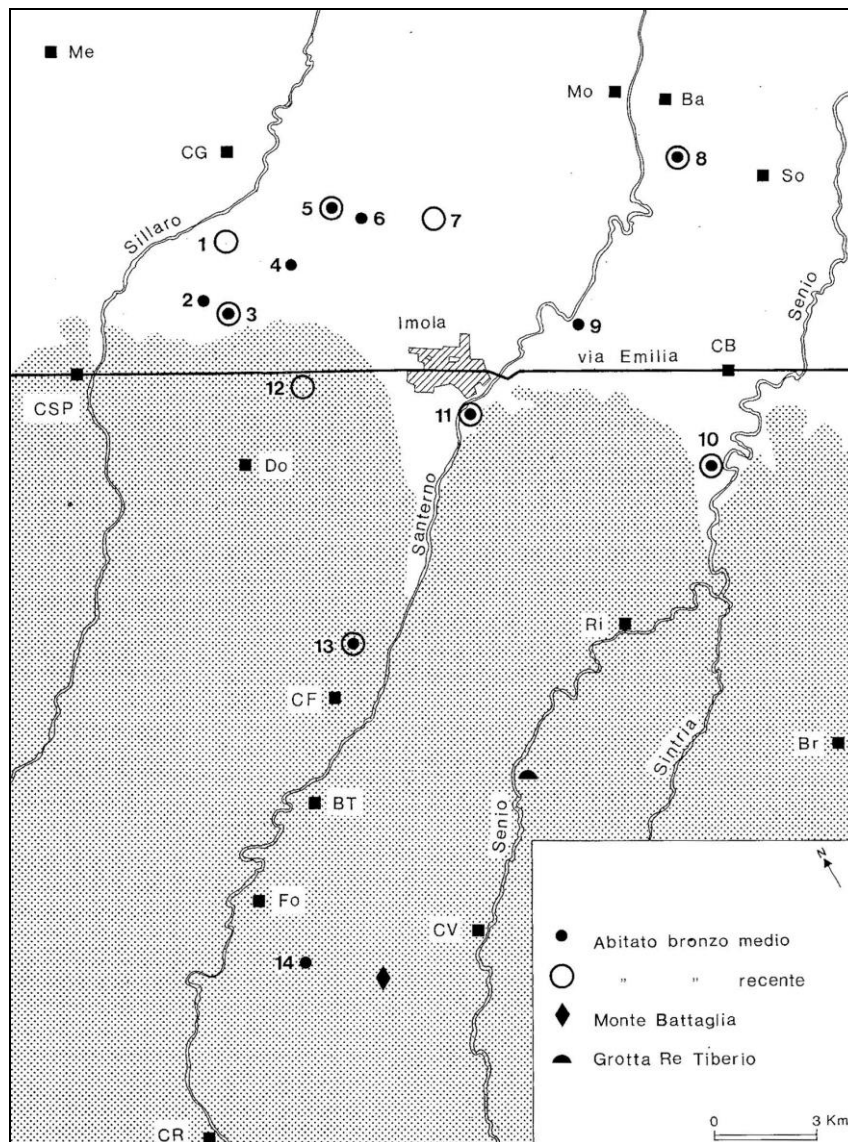 Me
Mo
Ba
CG
8
So
5
6
7
Sillaro
1
4
2
3
Senio
Imola
9
via Emilia
CB
CSP
12
11
10
Do
Santerno
Ri
13
CF
Sintria
Br
BT
Senio
N
Fo
CV
14
Abitato bronzo medio
" " recente
Monte Battaglia
Grotta Re Tiberio
CR
0 3 Km